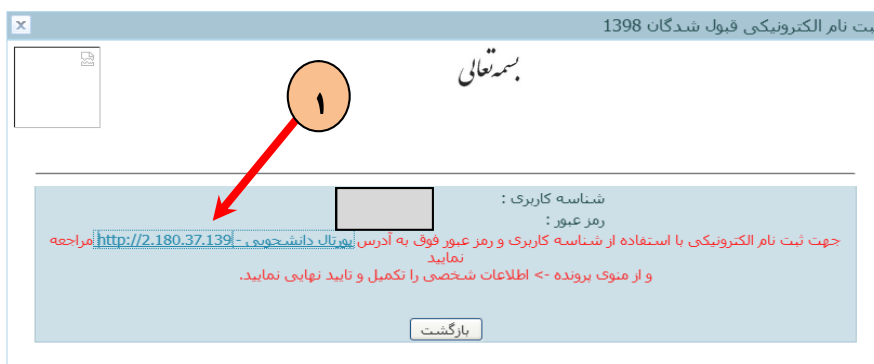 ثبت نام الکترونیکی قبول شدگان 1398
بسمه تعالی
۱
شناسه کاربری :
رمز عبور :
جهت ثبت نام الکترونیکی با استفاده از شناسه کاربری و رمز عبور فوق به آدرس پورتال دانشجویی - http://2.180.37.139 مراجعه
نمایید
و از منوی پرونده -> اطلاعات شخصی را تکمیل و تایید نهایی نمایید.
بازگشت